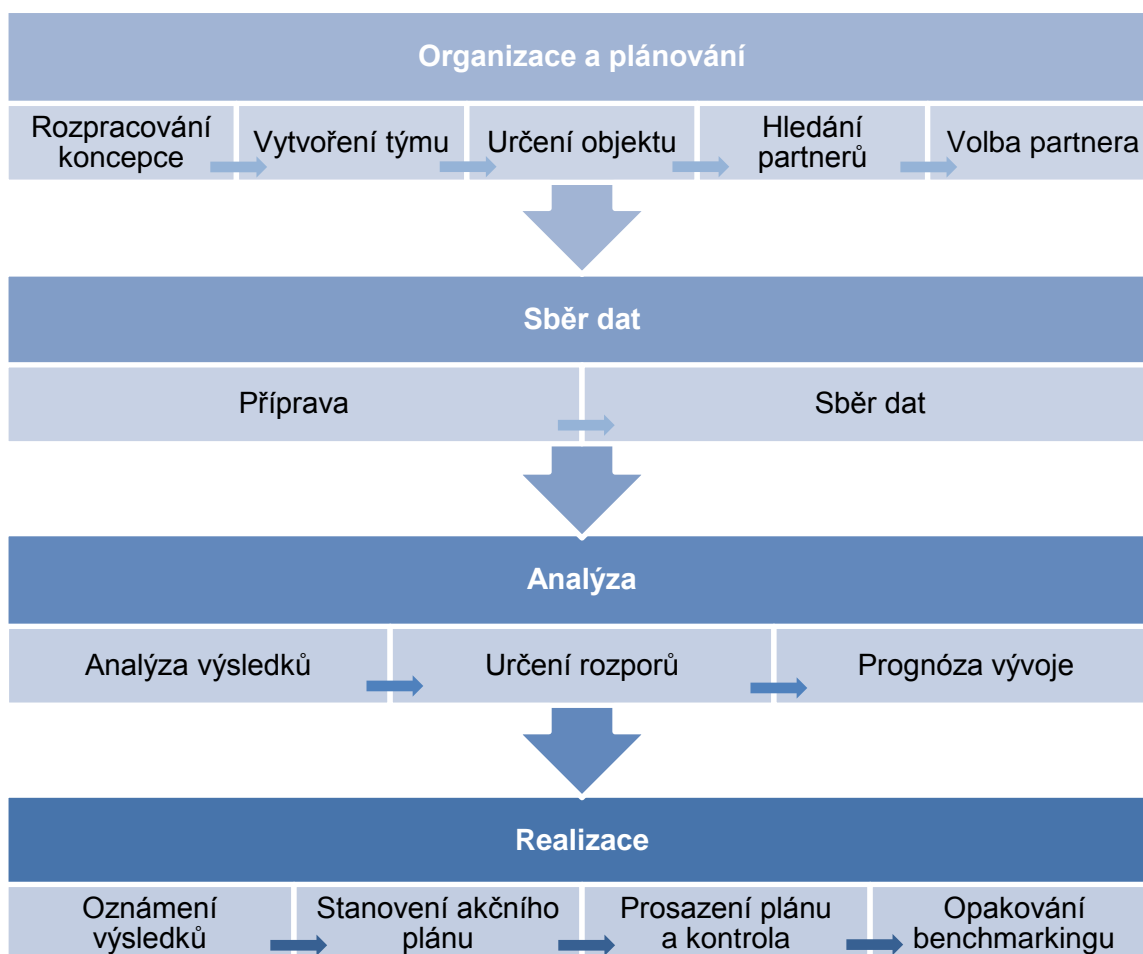 Organizace a plánování
Rozpracování
koncepce
Vytvoření týmu
Určení objektu
Hledání
partnerů
Volba partnera
Sběr dat
Příprava
Sběr dat
Analýza
Analýza výsledků
Určení rozporů
Prognóza vývoje
Realizace
Oznámení
výsledků
Stanovení akčního
plánu
Prosazení plánu
a kontrola
Opakování
benchmarkingu